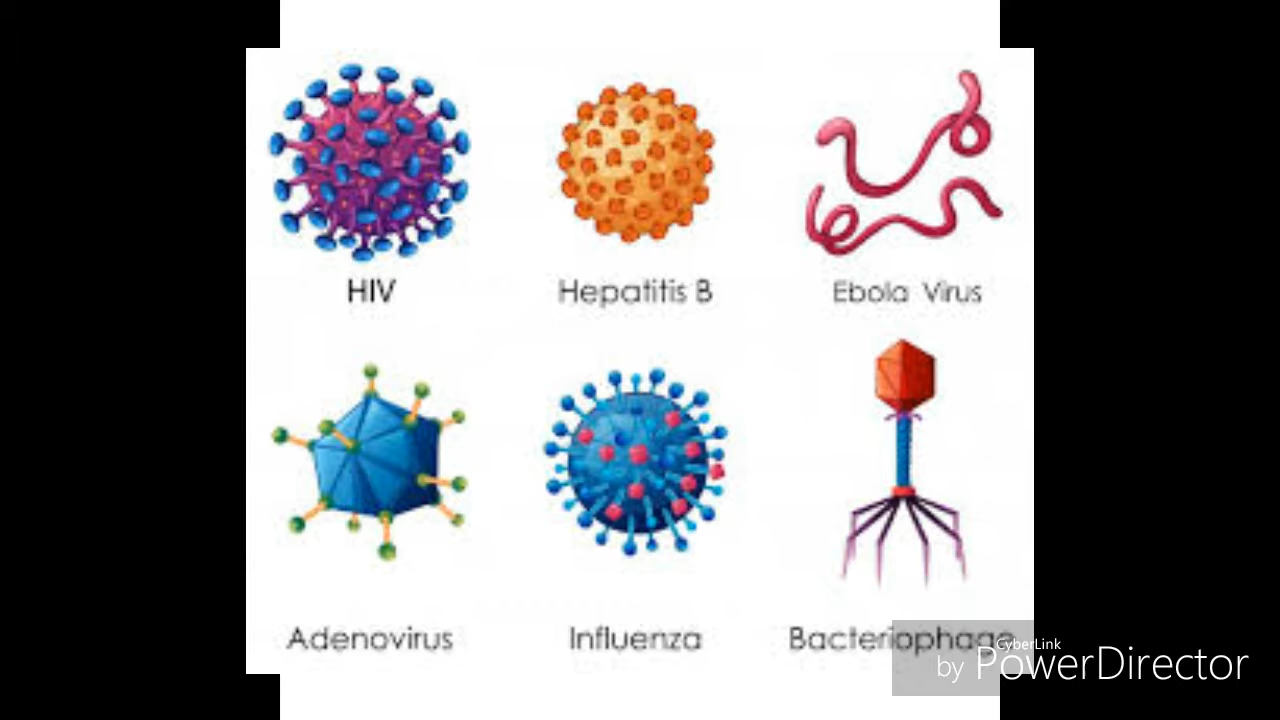 HIV
Hepatitis B
Ebola Virus
Adenovirus
Influenza
Bacteriophage
CyberLink
by PowerDirector